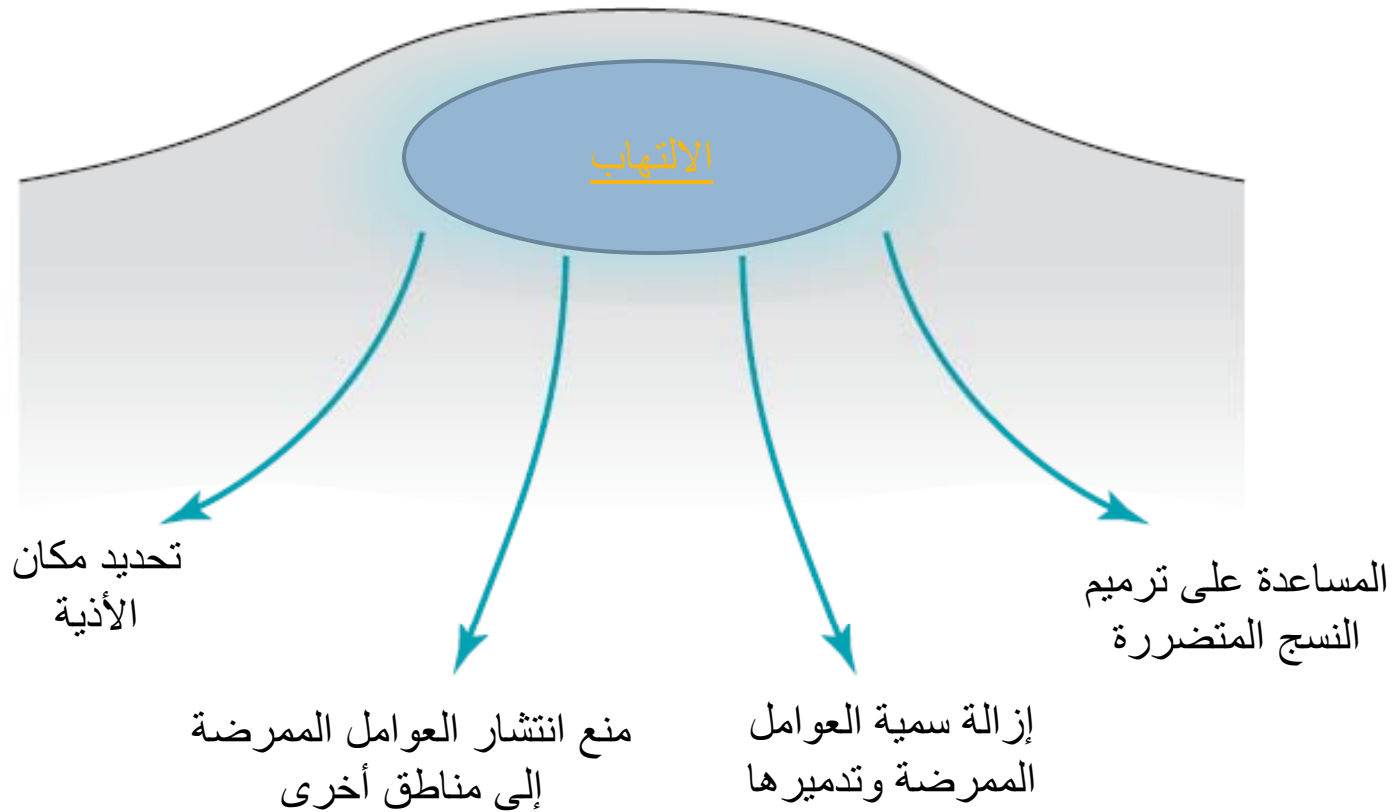 الالتهاب
المساعدة على ترميم
النسج المتضررة
إزالة سمية العوامل
الممرضة وتدميرها
منع انتشار العوامل الممرضة
إلى مناطق أخرى
تحديد مكان
الأذية